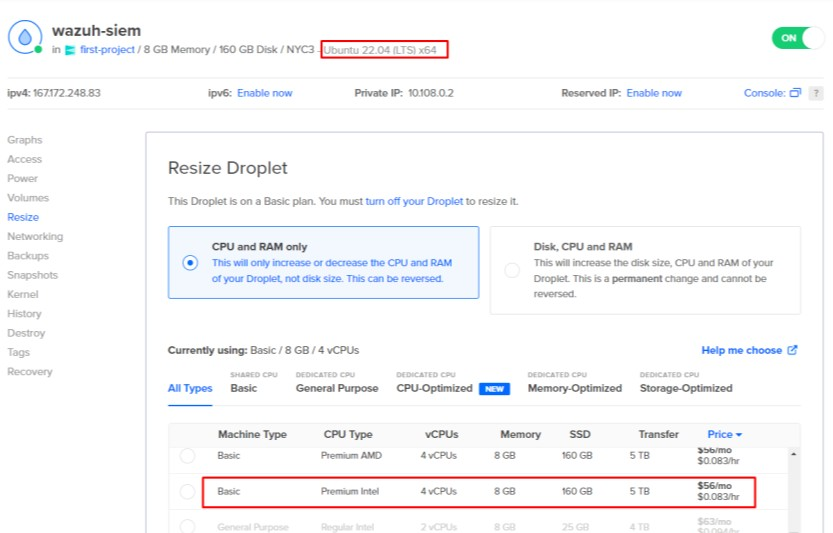 wazuh-siem
in first-project / 8 GB Memory / 160 GB Disk / NYC3 - Ubuntu 22.04 (LTS) x64
ON
ipv4: 167.172.248.83 ipv6: Enable now Private IP: 10.108.0.2 Reserved IP: Enable now Console: ?
Graphs
Access
Power
Volumes
Resize
Networking
Backups
Snapshots
Kernel
History
Destroy
Tags
Recovery
Resize Droplet
This Droplet is on a Basic plan. You must turn off your Droplet to resize it.
CPU and RAM only
This will only increase or decrease the CPU and RAM
of your Droplet, not disk size. This can be reversed.
Disk, CPU and RAM
This will increase the disk size, CPU and RAM of your
Droplet. This is a permanent change and cannot be
reversed.
Currently using: Basic / 8 GB / 4 vCPUs
Help me choose
All Types
SHARED CPU
Basic
DEDICATED CPU
General Purpose
DEDICATED CPU
CPU-Optimized NEW
DEDICATED CPU
Memory-Optimized
DEDICATED CPU
Storage-Optimized
Machine Type CPU Type vCPUs Memory SSD Transfer Price
Basic Premium AMD 4 vCPUs 8 GB 160 GB 5 TB $56/mo
$0.083/hr
Basic Premium Intel 4 vCPUs 8 GB 160 GB 5 TB $56/mo
$0.083/hr
General Purpose Regular Intel 2 vCPUs 8 GB 25 GB 4 TB $63/mo
$0.094/hr